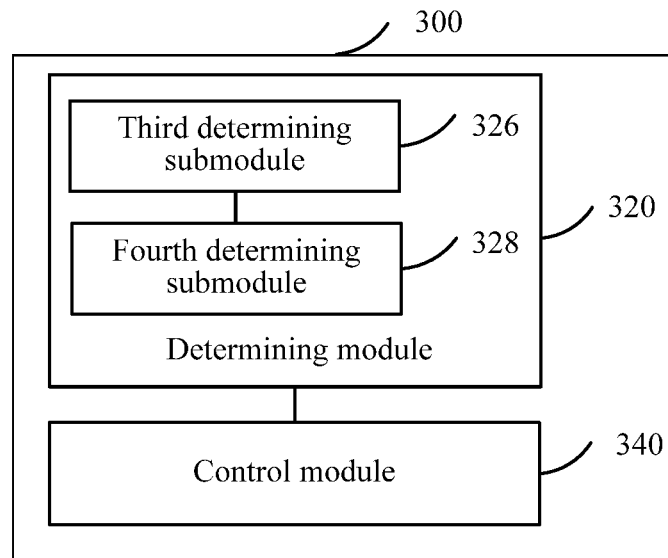 300
Third determining
submodule
326
320
Fourth determining
submodule
328
Determining module
Control module
340